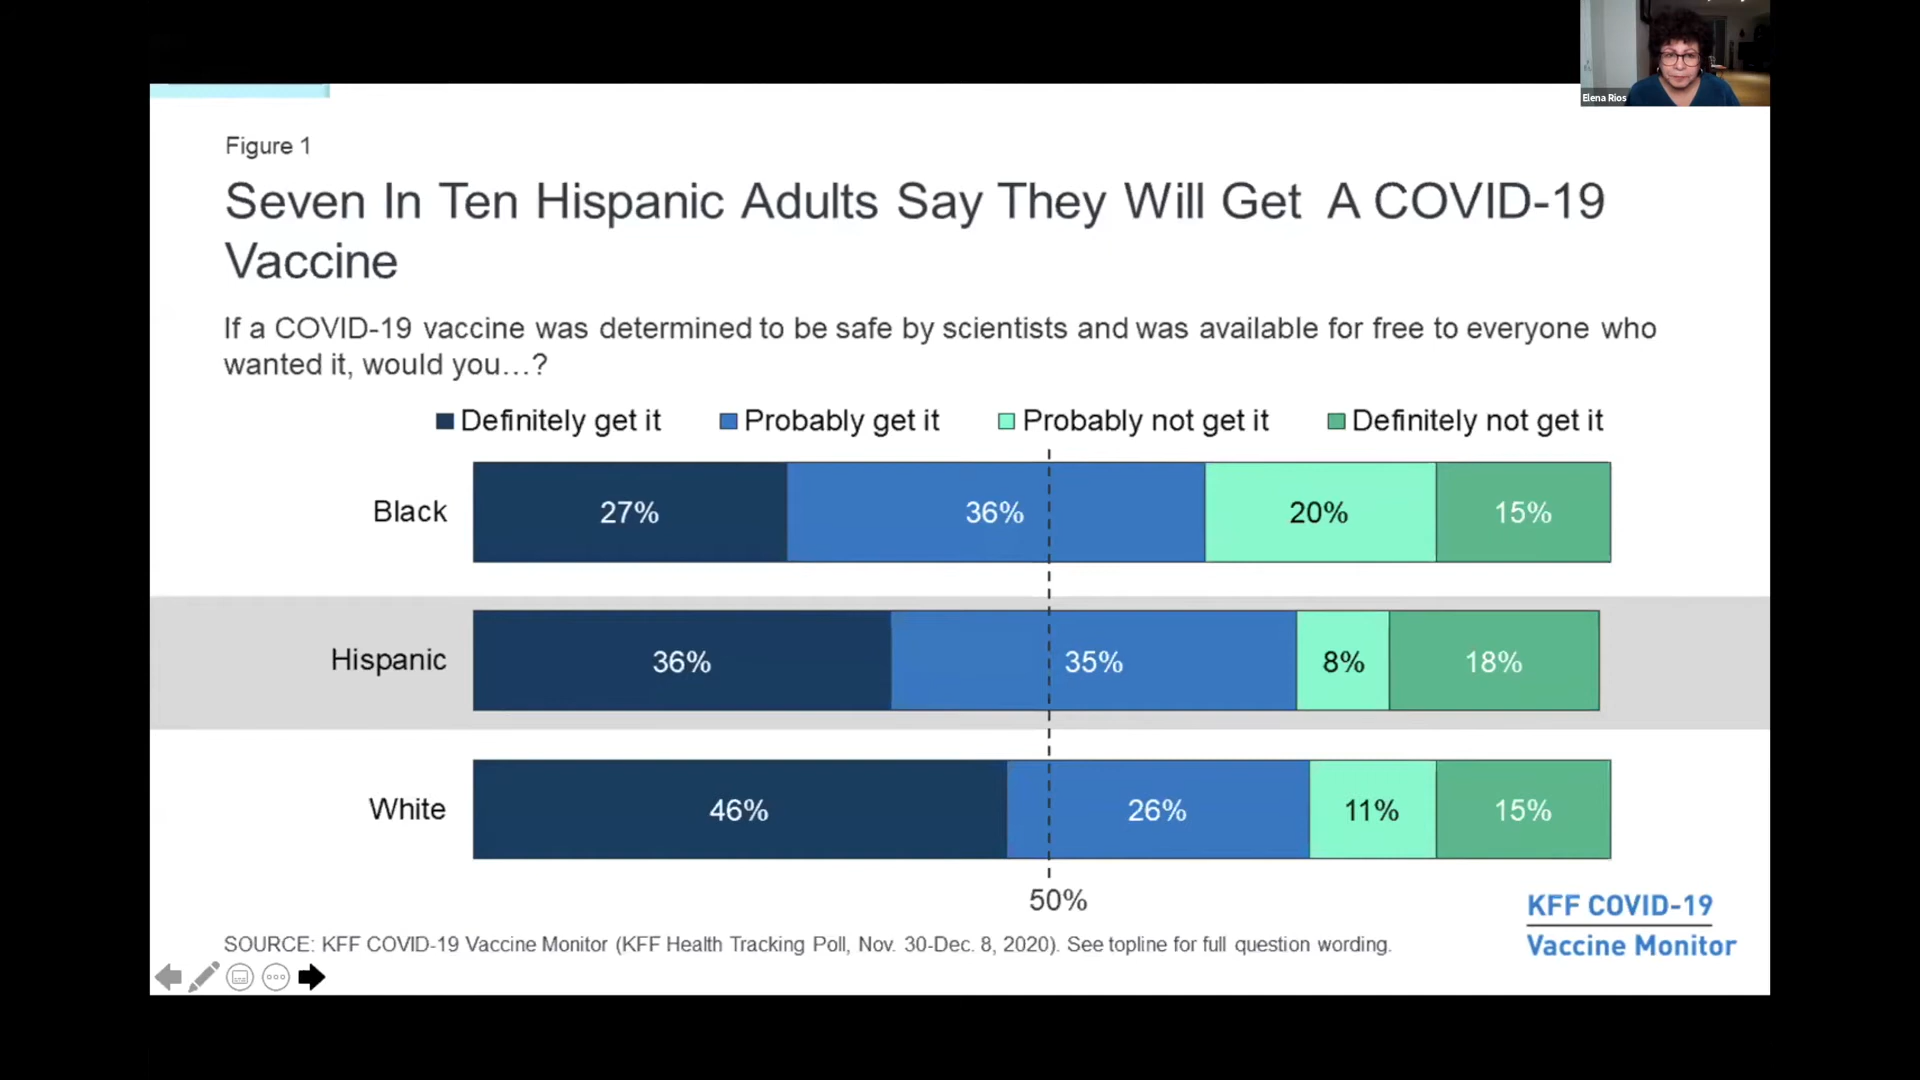 Elena Rios
Figure 1
Seven In Ten Hispanic Adults Say They Will Get A COVID-19
Vaccine
If a COVID-19 vaccine was determined to be safe by scientists and was available for free to everyone who
wanted it, would you…?
Definitely get it Probably get it Probably not get it Definitely not get it
Black 27% 36% 20% 15%
Hispanic 36% 35% 8% 18%
White 46% 26% 11% 15%
50%
KFF COVID-19
Vaccine Monitor
SOURCE: KFF COVID-19 Vaccine Monitor (KFF Health Tracking Poll, Nov. 30-Dec. 8, 2020). See topline for full question wording.